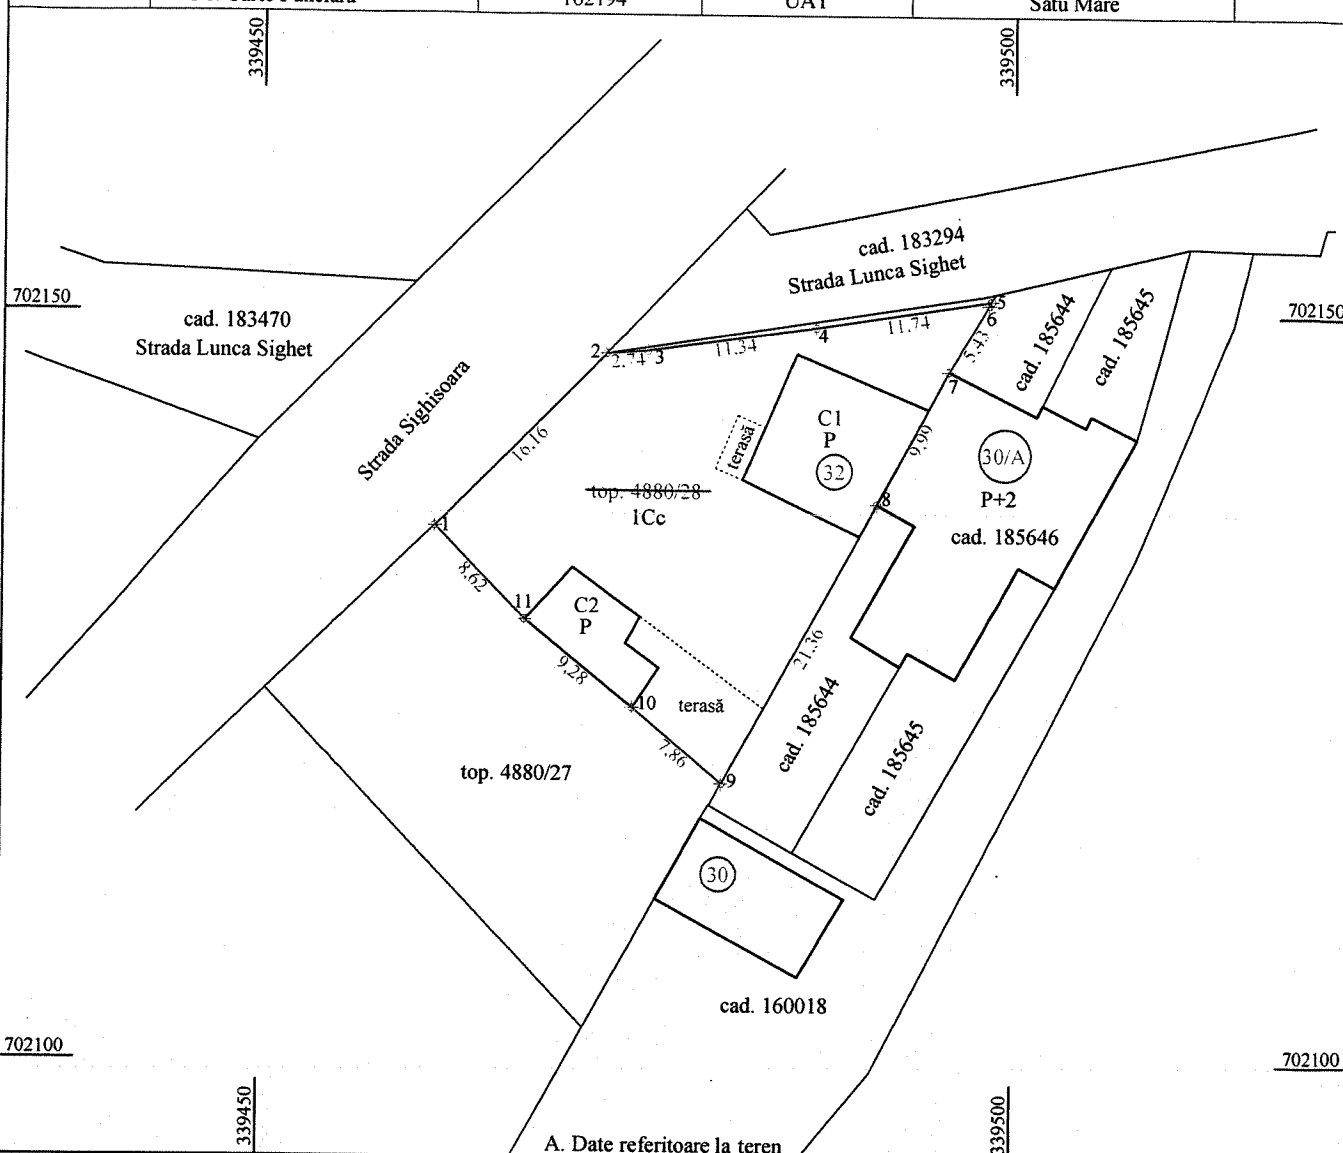 162194
UAT
Satu Mare
339450
339500
cad. 183294
Strada Lunca Sighet
702150
702150
cad. 183470
Strada Lunca Sighet
Strada Sighisoara
2
2.74
3
11.34
4
11.74
5
6
5.43
7
cad. 185644
cad. 185645
16.16
terasă
C1
P
32
9.99
30/A
P+2
cad. 185646
top. 4880/28
1Cc
8
1
8.62
11
C2
P
9.28
10
terasă
21.36
7.86
9
cad. 185644
cad. 185645
top. 4880/27
30
cad. 160018
702100
702100
339450
339500
A. Date referitoare la teren